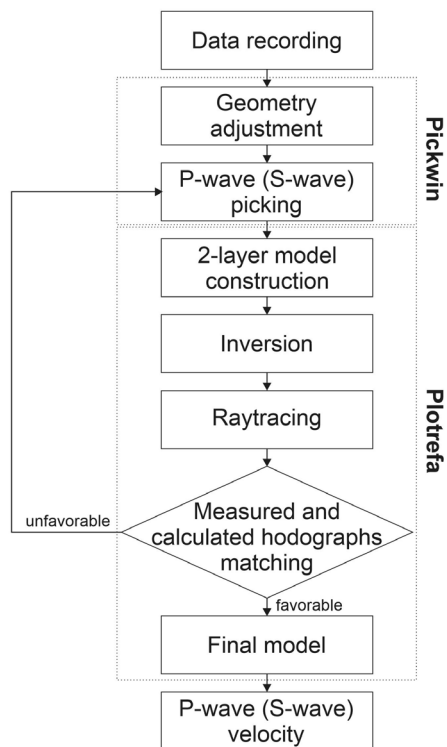 Data recording
Geometry
adjustment
Pickwin
P-wave (S-wave)
picking
2-layer model
construction
Inversion
Raytracing
Plotrefa
Measured and
calculated hodographs
matching
unfavorable
favorable
Final model
P-wave (S-wave)
velocity